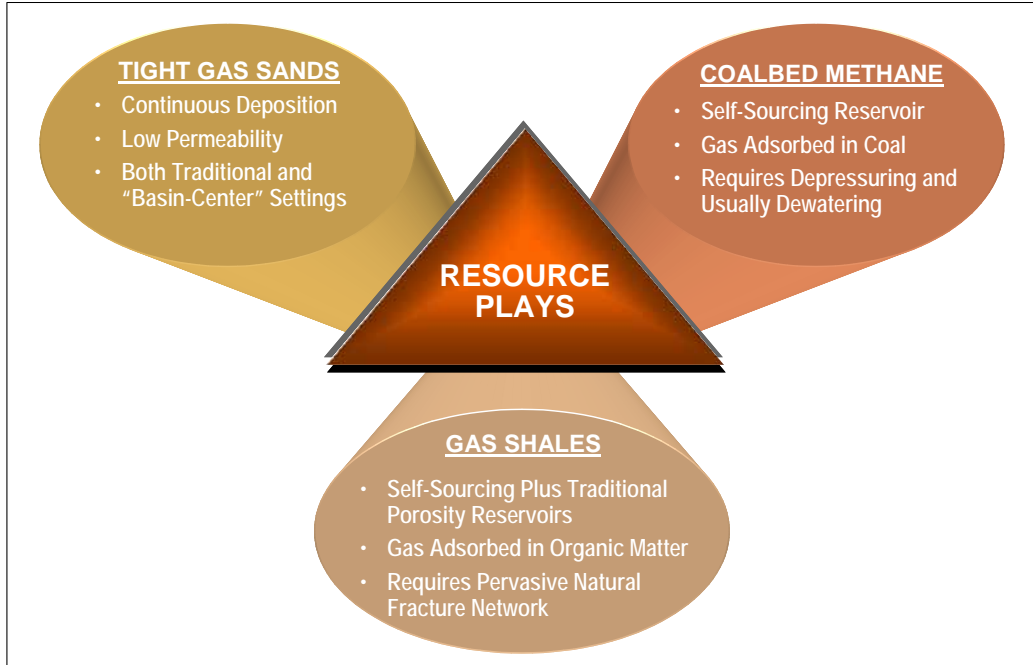 TIGHT GAS SANDS
• Continuous Deposition
• Low Permeability
• Both Traditional and
“Basin-Center” Settings
COALBED METHANE
• Self-Sourcing Reservoir
• Gas Adsorbed in Coal
• Requires Depressuring and
Usually Dewatering
RESOURCE
PLAYS
GAS SHALES
• Self-Sourcing Plus Traditional
Porosity Reservoirs
• Gas Adsorbed in Organic Matter
• Requires Pervasive Natural
Fracture Network